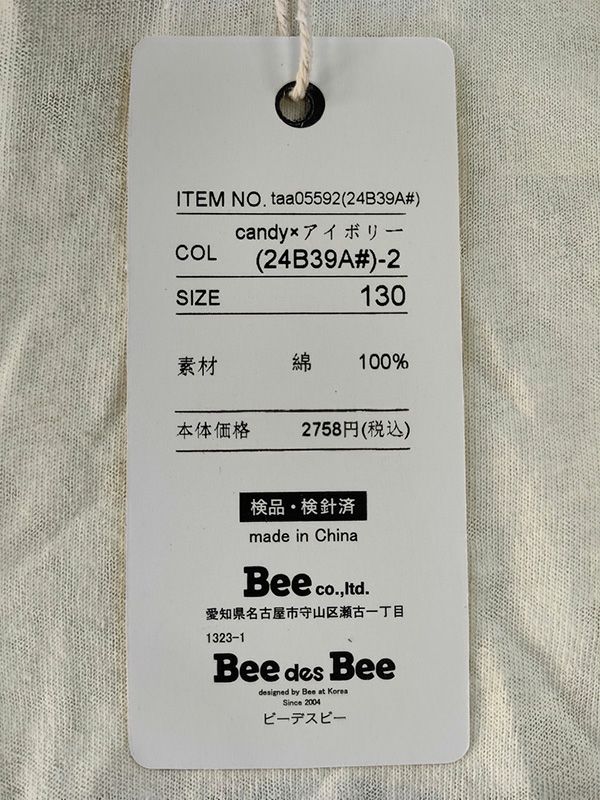 ITEM NO. taa05592(24B39A#)
candy×アイボリー
COL (24B39A#)-2
SIZE 130
素材 綿 100%
本体価格 2758円(税込)
検品・検針済
made in China
Bee co.,ltd.
愛知県名古屋市守山区瀬古一丁目
1323-1
Bee des Bee
designed by Bee at Korea
Since 2004
ビーデスビー